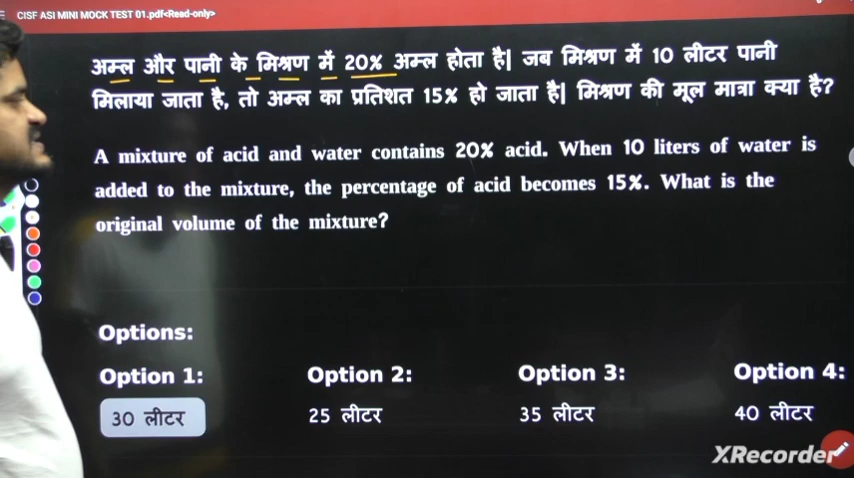 CISF ASI MINI MOCK TEST 01.pdf<Read-only>
अम्ल और पानी के मिश्रण में 20% अम्ल होता है| जब मिश्रण में 10 लीटर पानी
मिलाया जाता है, तो अम्ल का प्रतिशत 15% हो जाता है| मिश्रण की मूल मात्रा क्या है?
A mixture of acid and water contains 20% acid. When 10 liters of water is
added to the mixture, the percentage of acid becomes 15%. What is the
original volume of the mixture?
Options:
Option 1: Option 2: Option 3: Option 4:
30 लीटर 25 लीटर 35 लीटर 40 लीटर
XRecorder